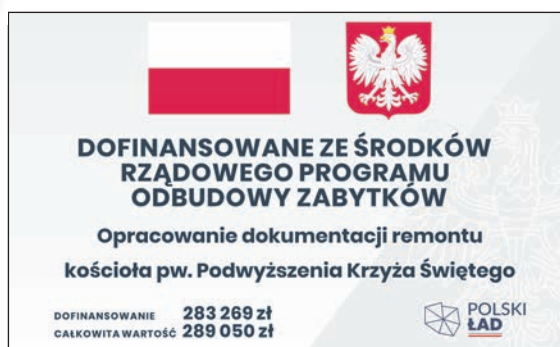 DOFINANSOWANE ZE ŚRODKÓW
RZĄDOWEGO PROGRAMU
ODBUDOWY ZABYTKÓW
Opracowanie dokumentacji remontu
kościoła pw. Podwyższenia Krzyża Świętego
DOFINANSOWANIE 283 269 zł
CAŁKOWITA WARTOŚĆ 289 050 zł
POLSKI
ŁAD